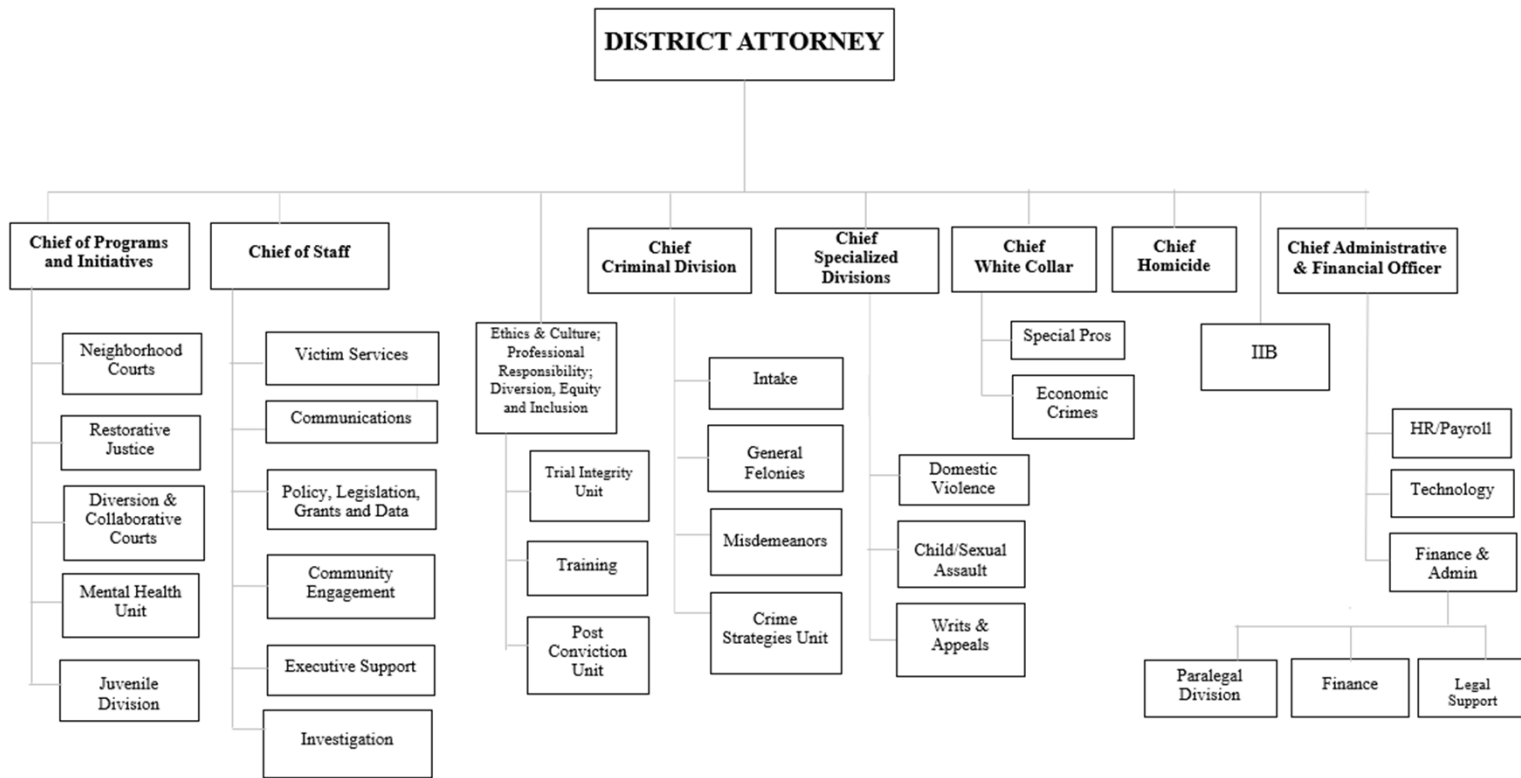 DISTRICT ATTORNEY
Chief of Programs
and Initiatives
Neighborhood
Courts
Restorative
Justice
Diversion &
Collaborative
Courts
Mental Health
Unit
Juvenile
Division
Chief of Staff
Victim Services
Communications
Policy, Legislation,
Grants and Data
Community
Engagement
Executive Support
Investigation
Ethics & Culture;
Professional
Responsibility;
Diversion, Equity
and Inclusion
Trial Integrity
Unit
Training
Post
Conviction
Unit
Chief
Criminal Division
Intake
General
Felonies
Misdemeanors
Crime
Strategies Unit
Chief
Specialized
Divisions
Domestic
Violence
Child/Sexual
Assault
Writs &
Appeals
Chief
White Collar
Special Pros
Economic
Crimes
Chief
Homicide
IIB
Chief Administrative
& Financial Officer
HR/Payroll
Technology
Finance &
Admin
Paralegal
Division
Finance
Legal
Support